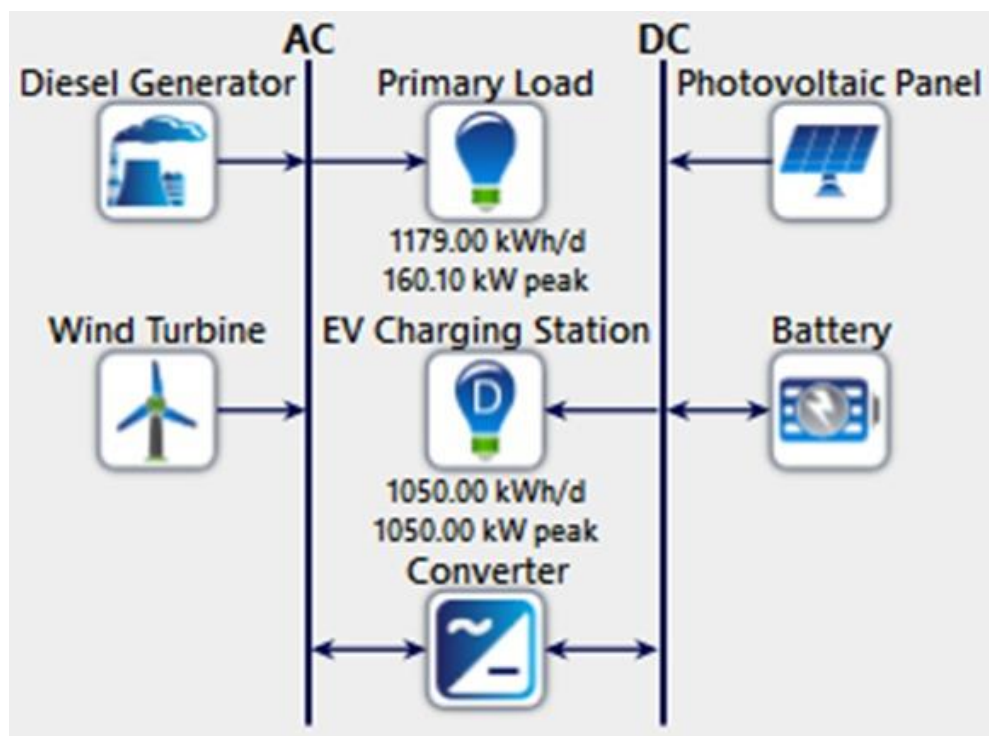 AC DC
Diesel Generator Primary Load Photovoltaic Panel
1179.00 kWh/d
160.10 kW peak
Wind Turbine EV Charging Station Battery
D
1050.00 kWh/d
1050.00 kW peak
Converter